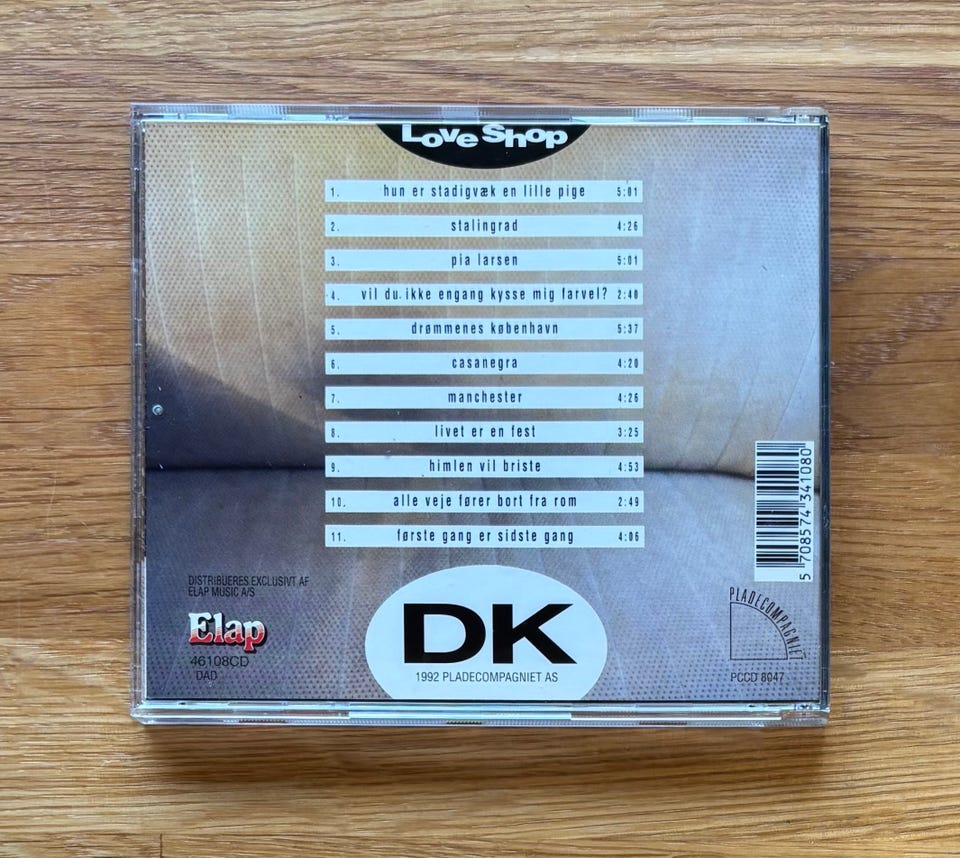 Love Shop
1. hun er stadigvæk en lille pige 5:01
2. stalingrad 4:26
3. pia larsen 5:01
4. vil du ikke engang kysse mig farvel? 2:40
5. drømmenes københavn 5:37
6. casanegra 4:20
7. manchester 4:26
8. livet er en fest 3:25
9. himlen vil briste 4:53
10. alle veje fører bort fra rom 2:49
11. første gang er sidste gang 4:06
5 708574 341080
DISTRIBUERES EXCLUSIVT AF
ELAP MUSIC A/S
Elap
46108CD
DAD
DK
1992 PLADECOMPAGNIET AS
PLADECOMPAGNIET
PCCD 8047